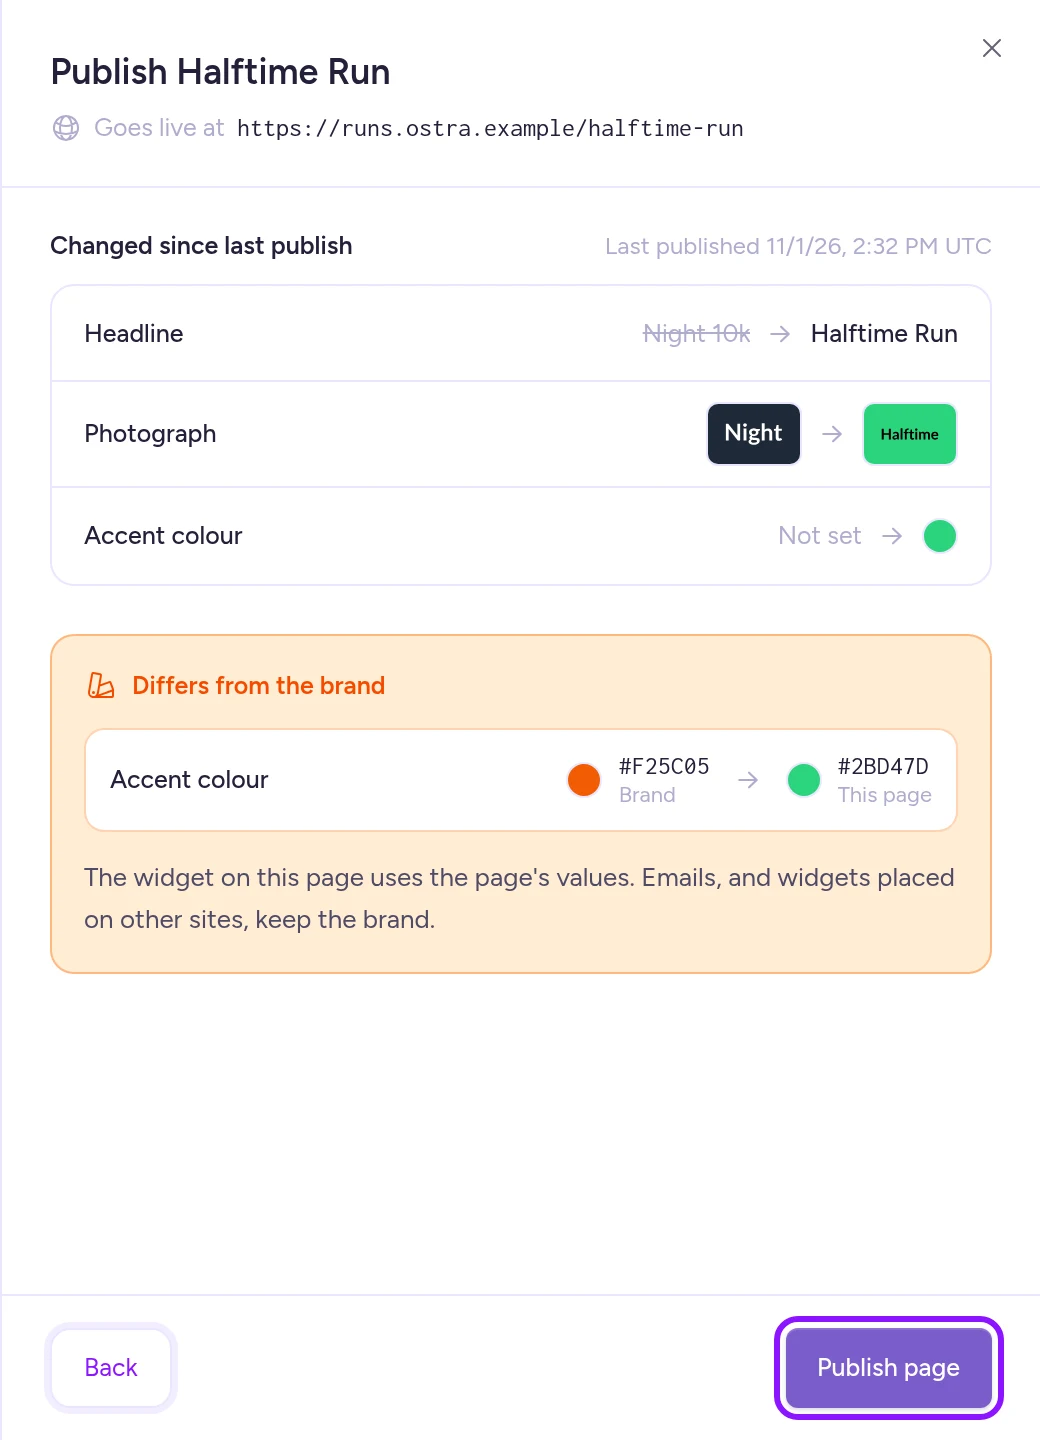 Publish Halftime Run
Goes live at https://runs.ostra.example/halftime-run
Changed since last publish
Last published 11/1/26, 2:32 PM UTC
Headline
Night 10k → Halftime Run
Photograph
Night → Halftime
Accent colour
Not set →
Differs from the brand
Accent colour
#F25C05 → #2BD47D
Brand This page
The widget on this page uses the page's values. Emails, and widgets placed
on other sites, keep the brand.
Back
Publish page